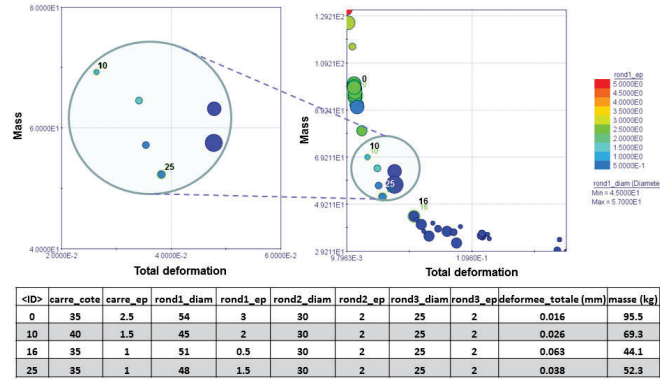 8.0000E1
6.0000E1
4.0000E1
Mass
10
25
2.0000E-2
4.0000E-2
6.0000E-2
Total deformation
1.2921E2
1.0921E2
8.9241E1
6.9241E1
4.9241E1
2.921E1
Mass
0
10
25
16
16
9.7963E-3
1.0980E-1
Total deformation
rond1_ep
5.0000E0
4.5000E0
4.0000E0
3.5000E0
3.0000E0
2.5000E0
2.0000E0
1.5000E0
1.0000E0
5.0000E-1
rond1_diam (Diamete
Min = 4.5000E1
Max = 5.7000E1
<ID> carre_cote carre_ep rond1_diam rond1_ep rond2_diam rond2_ep rond3_diam rond3_ep deformee_totale (mm) masse (kg)
0 35 2.5 54 3 30 2 25 2 0.016 95.5
10 40 1.5 45 2 30 2 25 2 0.026 69.3
16 35 1 51 0.5 30 2 25 2 0.063 44.1
25 35 1 48 1.5 30 2 25 2 0.038 52.3